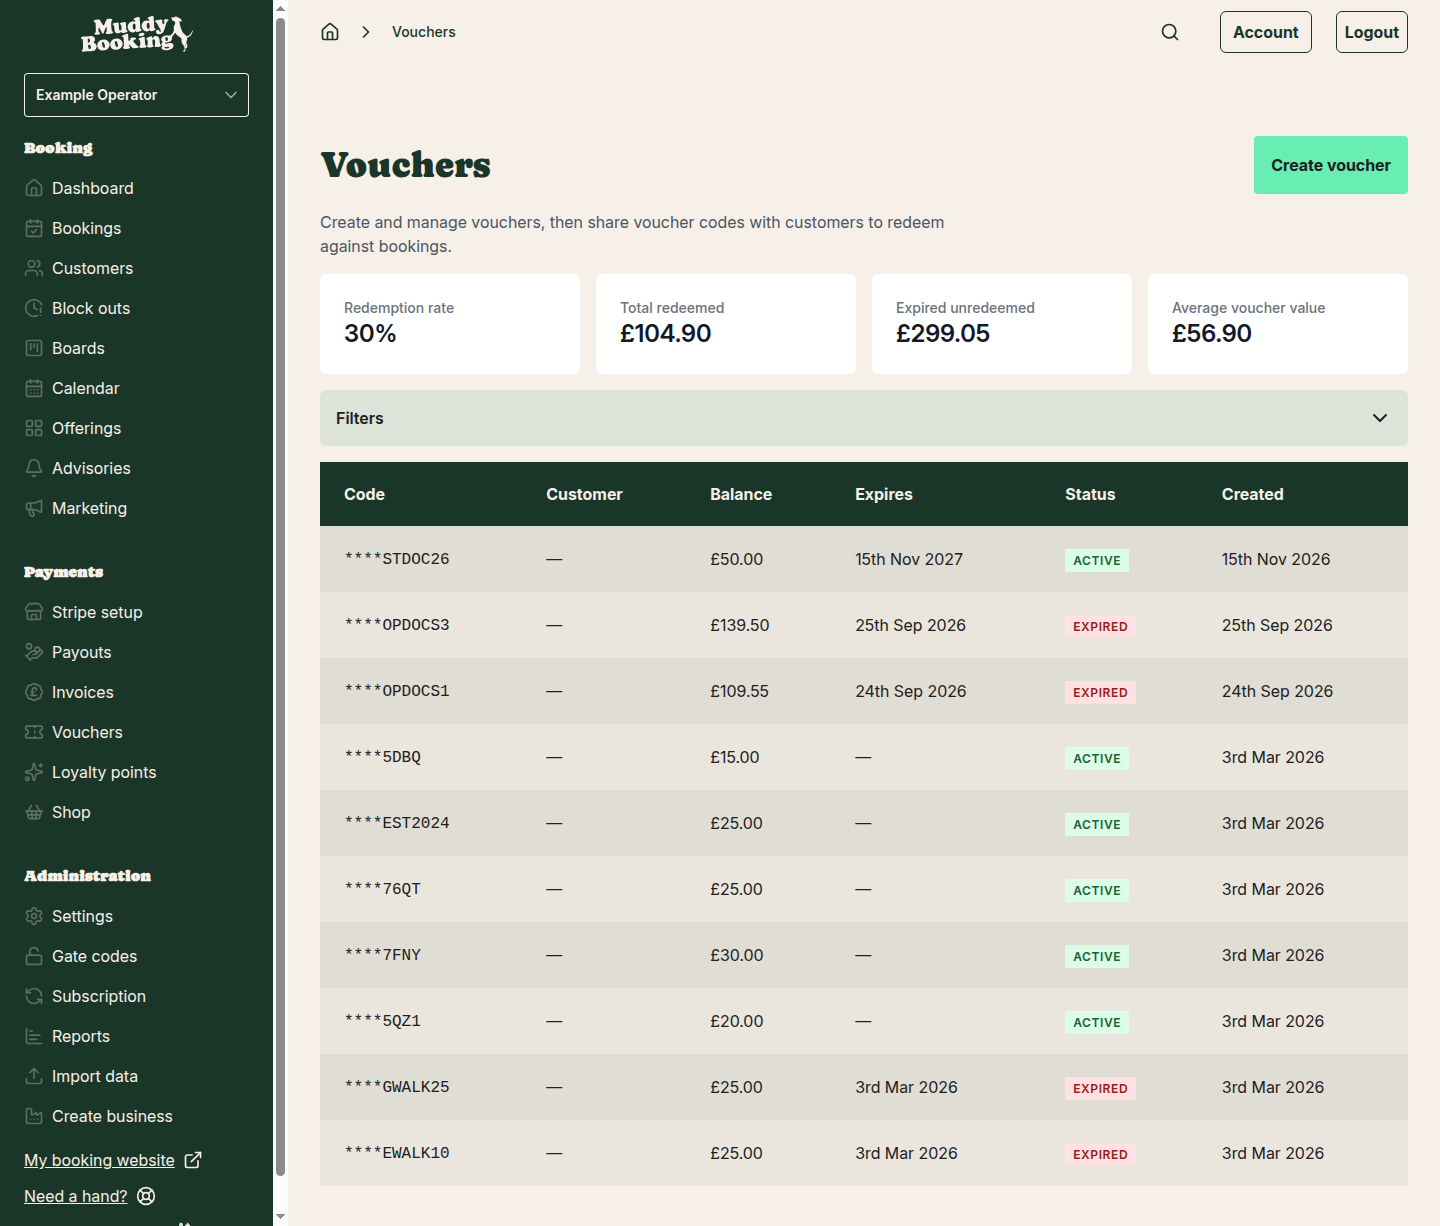 Muddy
Booking
Example Operator
Booking
Dashboard
Bookings
Customers
Block outs
Boards
Calendar
Offerings
Advisories
Marketing
Payments
Stripe setup
Payouts
Invoices
Vouchers
Loyalty points
Shop
Administration
Settings
Gate codes
Subscription
Reports
Import data
Create business
My booking website
Need a hand?
Vouchers
Account
Logout
Vouchers
Create voucher
Create and manage vouchers, then share voucher codes with customers to redeem
against bookings.
Redemption rate
30%
Total redeemed
£104.90
Expired unredeemed
£299.05
Average voucher value
£56.90
Filters
Code Customer Balance Expires Status Created
****STDOC26 — £50.00 15th Nov 2027 ACTIVE 15th Nov 2026
****OPDOCS3 — £139.50 25th Sep 2026 EXPIRED 25th Sep 2026
****OPDOCS1 — £109.55 24th Sep 2026 EXPIRED 24th Sep 2026
****5DBQ — £15.00 — ACTIVE 3rd Mar 2026
****EST2024 — £25.00 — ACTIVE 3rd Mar 2026
****76QT — £25.00 — ACTIVE 3rd Mar 2026
****7FNY — £30.00 — ACTIVE 3rd Mar 2026
****5QZ1 — £20.00 — ACTIVE 3rd Mar 2026
****GWALK25 — £25.00 3rd Mar 2026 EXPIRED 3rd Mar 2026
****EWALK10 — £25.00 3rd Mar 2026 EXPIRED 3rd Mar 2026